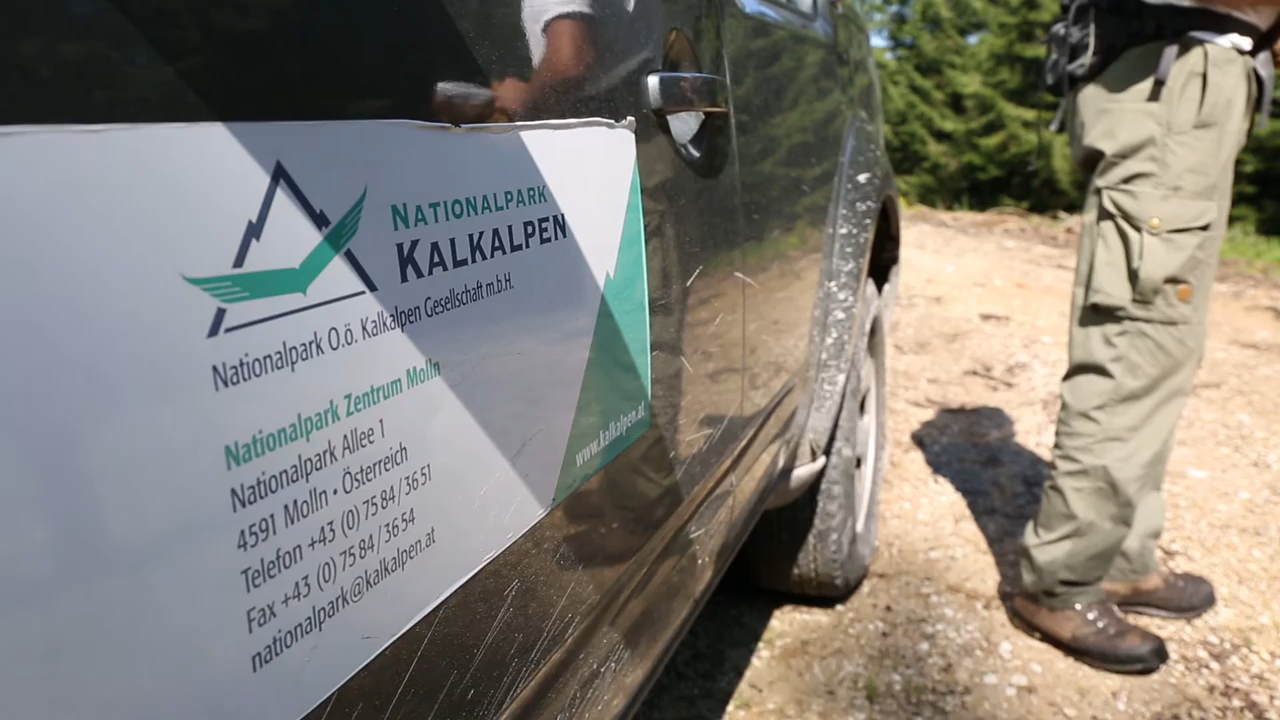 NATIONALPARK
KALKALPEN
Nationalpark O.ö. Kalkalpen Gesellschaft m.b.H.
Nationalpark Zentrum Molln
Nationalpark Allee 1
4591 Molln • Österreich
Telefon +43 (0) 75 84 / 36 51
Fax +43 (0) 75 84 / 36 54
nationalpark@kalkalpen.at
www.kalkalpen.at